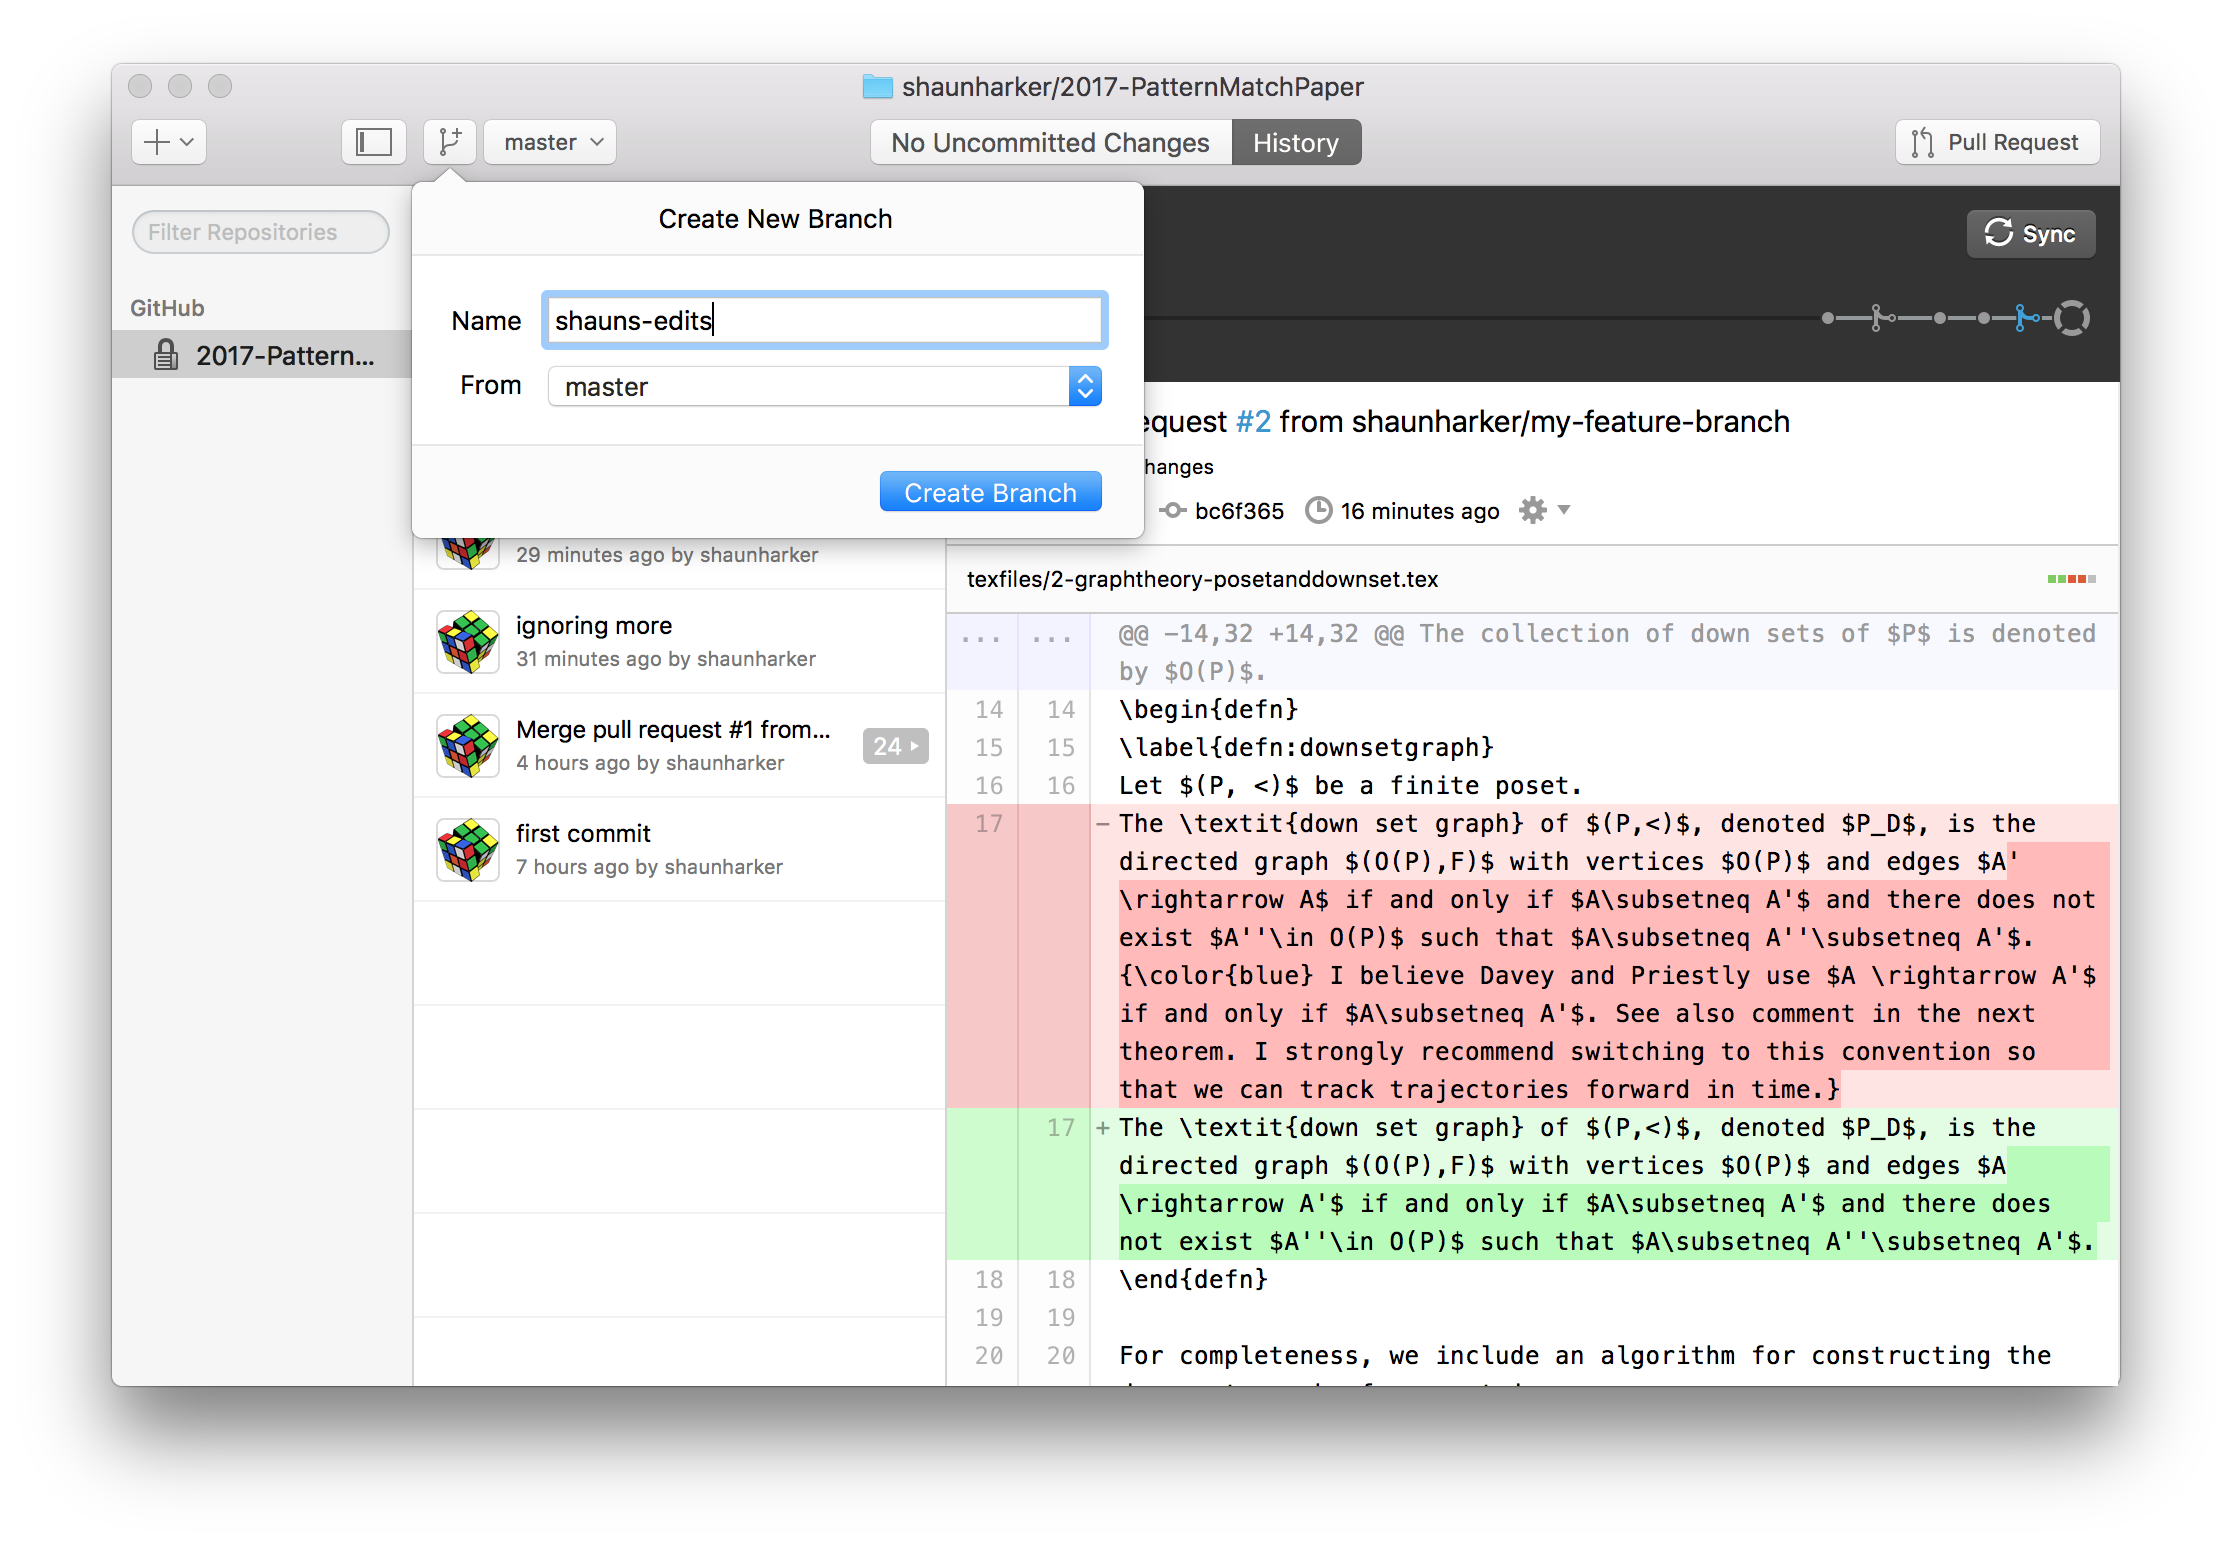 shaunharker/2017-PatternMatchPaper
master
No Uncommitted Changes
History
Pull Request
Filter Repositories
GitHub
2017-Pattern...
Create New Branch
Name
shauns-edits
From
master
Create Branch
Sync
equest #2 from shaunharker/my-feature-branch
hanges
bc6f365
16 minutes ago
29 minutes ago by shaunharker
ignoring more
31 minutes ago by shaunharker
Merge pull request #1 from...
4 hours ago by shaunharker
24
first commit
7 hours ago by shaunharker
texfiles/2-graphtheory-posetanddownset.tex
... ... @@ -14,32 +14,32 @@ The collection of down sets of $P$ is denoted
by $O(P)$.
14 14 \begin{defn}
15 15 \label{defn:downsetgraph}
16 16 Let $(P, <)$ be a finite poset.
17 - The \textit{down set graph} of $(P,<)$, denoted $P_D$, is the
directed graph $(O(P),F)$ with vertices $O(P)$ and edges $A'
\rightarrow A$ if and only if $A\subsetneq A'$ and there does not
exist $A''\in O(P)$ such that $A\subsetneq A''\subsetneq A'$.
{\color{blue} I believe Davey and Priestly use $A \rightarrow A'$
if and only if $A\subsetneq A'$. See also comment in the next
theorem. I strongly recommend switching to this convention so
that we can track trajectories forward in time.}
17 + The \textit{down set graph} of $(P,<)$, denoted $P_D$, is the
directed graph $(O(P),F)$ with vertices $O(P)$ and edges $A
\rightarrow A'$ if and only if $A\subsetneq A'$ and there does
not exist $A''\in O(P)$ such that $A\subsetneq A''\subsetneq A'$.
18 18 \end{defn}
19 19
20 20 For completeness, we include an algorithm for constructing the